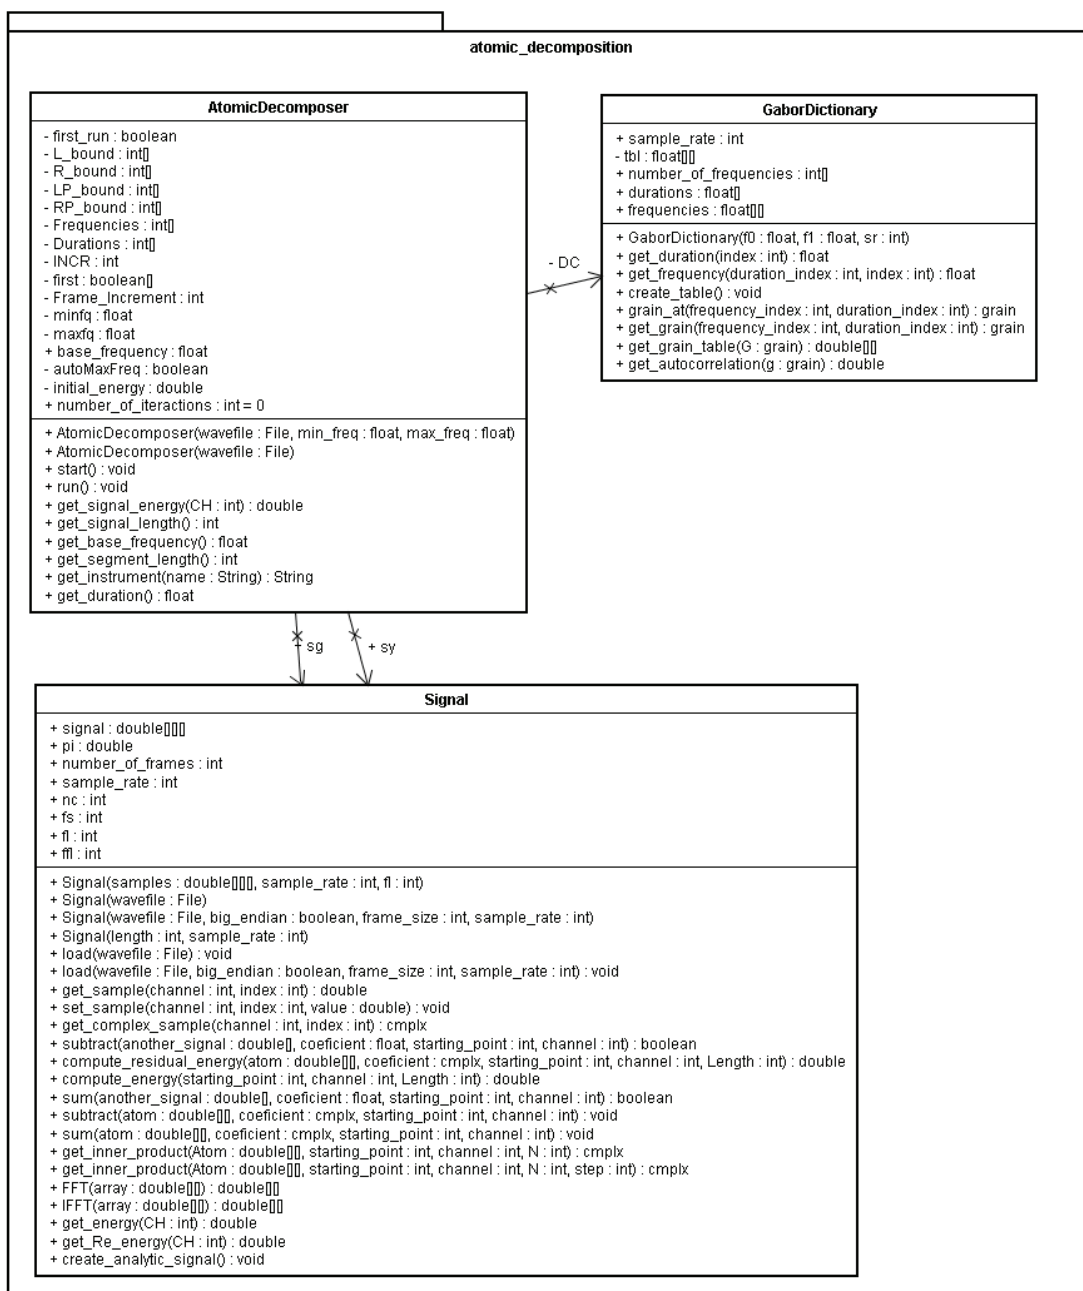 atomic_decomposition
AtomicDecomposer
- first_run : boolean
- L_bound : int[]
- R_bound : int[]
- LP_bound : int[]
- RP_bound : int[]
- Frequencies : int[]
- Durations : int[]
- INCR : int
- first : boolean[]
- Frame_Increment : int
- minfq : float
- maxfq : float
+ base_frequency : float
- autoMaxFreq : boolean
- initial_energy : double
+ number_of_iteractions : int = 0
+ AtomicDecomposer(wavefile : File, min_freq : float, max_freq : float)
+ AtomicDecomposer(wavefile : File)
+ start() : void
+ run() : void
+ get_signal_energy(CH : int) : double
+ get_signal_length() : int
+ get_base_frequency() : float
+ get_segment_length() : int
+ get_instrument(name : String) : String
+ get_duration() : float
- DC
GaborDictionary
+ sample_rate : int
- tbl : float[][]
+ number_of_frequencies : int[]
+ durations : float[]
+ frequencies : float[][]
+ GaborDictionary(f0 : float, f1 : float, sr : int)
+ get_duration(index : int) : float
+ get_frequency(duration_index : int, index : int) : float
+ create_table() : void
+ grain_at(frequency_index : int, duration_index : int) : grain
+ get_grain(frequency_index : int, duration_index : int) : grain
+ get_grain_table(G : grain) : double[][]
+ get_autocorrelation(g : grain) : double
+ sg
+ sy
Signal
+ signal : double[][][]
+ pi : double
+ number_of_frames : int
+ sample_rate : int
+ nc : int
+ fs : int
+ fl : int
+ ffl : int
+ Signal(samples : double[][][], sample_rate : int, fl : int)
+ Signal(wavefile : File)
+ Signal(wavefile : File, big_endian : boolean, frame_size : int, sample_rate : int)
+ Signal(length : int, sample_rate : int)
+ load(wavefile : File) : void
+ load(wavefile : File, big_endian : boolean, frame_size : int, sample_rate : int) : void
+ get_sample(channel : int, index : int) : double
+ set_sample(channel : int, index : int, value : double) : void
+ get_complex_sample(channel : int, index : int) : cmplx
+ subtract(another_signal : double[], coeficient : float, starting_point : int, channel : int) : boolean
+ compute_residual_energy(atom : double[][], coeficient : cmplx, starting_point : int, channel : int, Length : int) : double
+ compute_energy(starting_point : int, channel : int, Length : int) : double
+ sum(another_signal : double[], coeficient : float, starting_point : int, channel : int) : boolean
+ subtract(atom : double[][], coeficient : cmplx, starting_point : int, channel : int) : void
+ sum(atom : double[][], coeficient : cmplx, starting_point : int, channel : int) : void
+ get_inner_product(Atom : double[][], starting_point : int, channel : int, N : int) : cmplx
+ get_inner_product(Atom : double[][], starting_point : int, channel : int, N : int, step : int) : cmplx
+ FFT(array : double[][]) : double[][]
+ IFFT(array : double[][]) : double[][]
+ get_energy(CH : int) : double
+ get_Re_energy(CH : int) : double
+ create_analytic_signal() : void